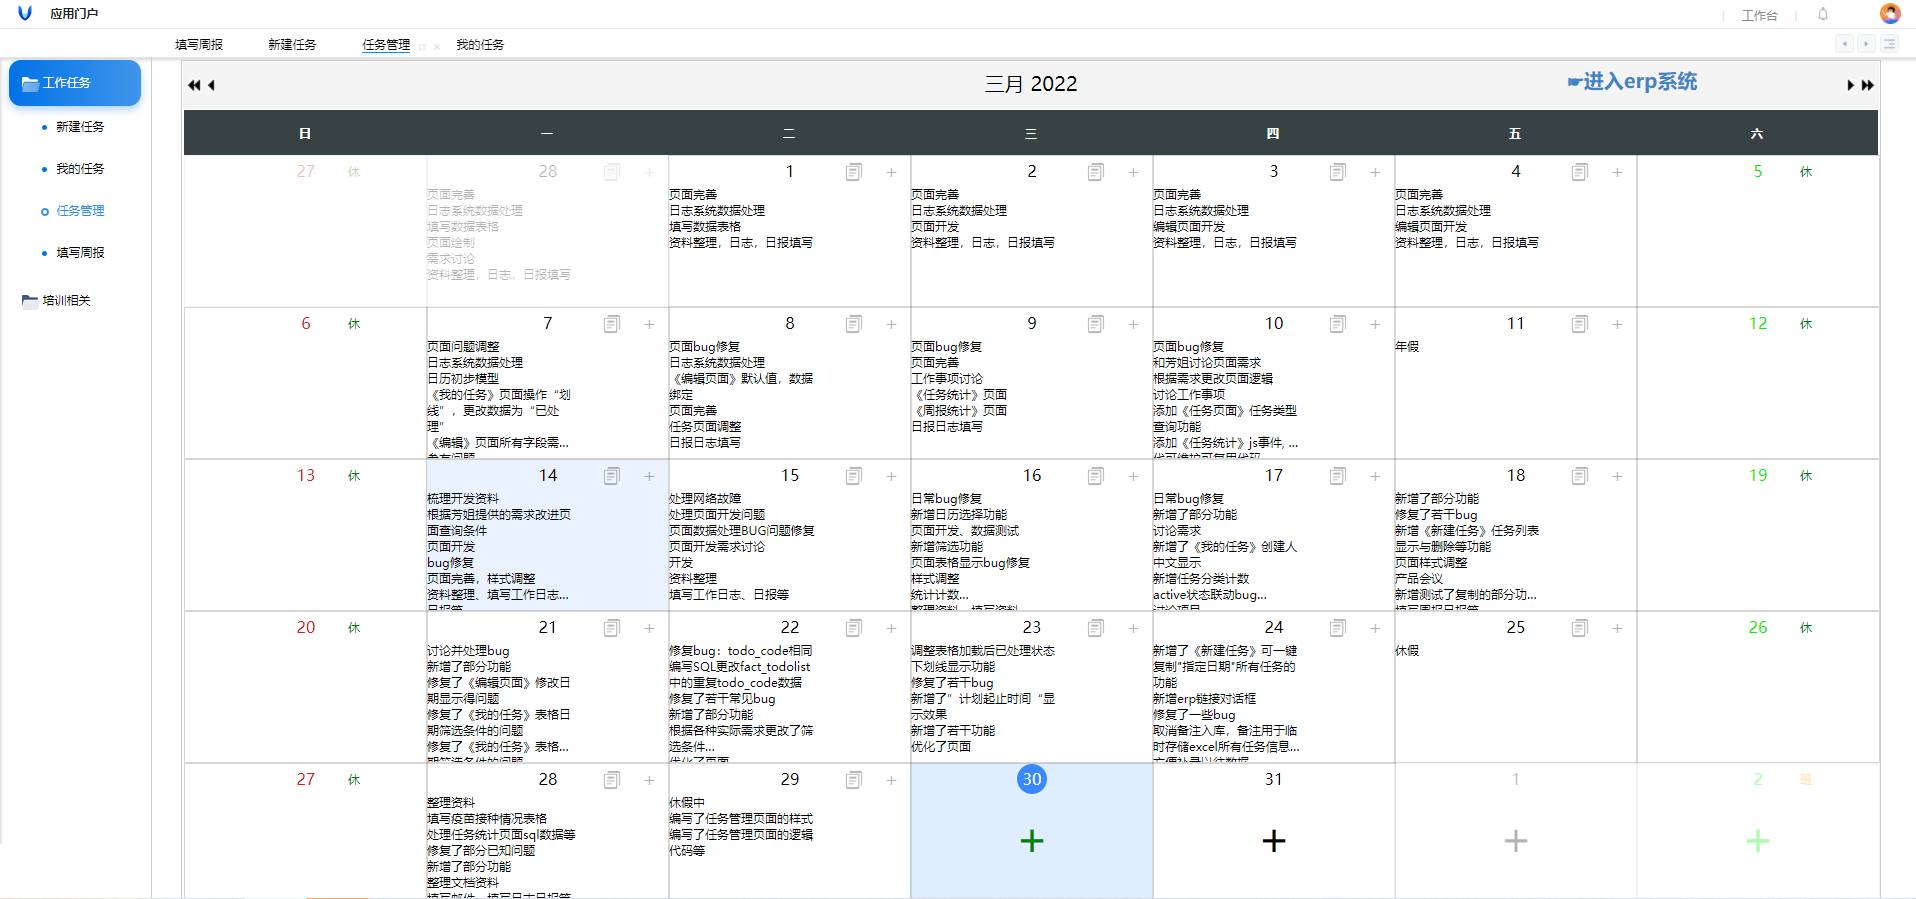 应用门户
工作台
填写周报 新建任务 任务管理 我的任务
工作任务
新建任务
我的任务
任务管理
填写周报
培训相关
三月 2022
进入erp系统
日 一 二 三 四 五 六
27 休
28
页面完善
日志系统数据处理
填写数据表格
页面绘制
需求讨论
资料整理，日志，日报填写
1
页面完善
日志系统数据处理
填写数据表格
资料整理，日志，日报填写
2
页面完善
日志系统数据处理
页面开发
资料整理，日志，日报填写
3
页面完善
日志系统数据处理
编辑页面开发
资料整理，日志，日报填写
4
页面完善
日志系统数据处理
编辑页面开发
资料整理，日志，日报填写
5 休
6 休
7
页面问题调整
日志系统数据处理
日历初步模型
《我的任务》页面操作“划
线”，更改数据为“已处
理”
《编辑》页面所有字段需...
8
页面bug修复
日志系统数据处理
《编辑页面》默认值，数据
绑定
页面完善
任务页面调整
日报日志填写
9
页面bug修复
页面完善
工作事项讨论
《任务统计》页面
《周报统计》页面
日报日志填写
10
页面bug修复
和芳姐讨论页面需求
根据需求更改页面逻辑
讨论工作事项
添加《任务页面》任务类型
查询功能
添加《任务统计》js事件, ...
11
年假
12 休
13 休
14
梳理开发资料
根据芳姐提供的需求改进页
面查询条件
页面开发
bug修复
页面完善，样式调整
资料整理、填写工作日志...
15
处理网络故障
处理页面开发问题
页面数据处理BUG问题修复
页面开发需求讨论
开发
资料整理
填写工作日志、日报等
16
日常bug修复
新增日历选择功能
页面开发、数据测试
新增筛选功能
页面表格显示bug修复
样式调整
统计计数...
17
日常bug修复
新增了部分功能
讨论需求
新增了《我的任务》创建人
中文显示
新增任务分类计数
active状态联动bug...
18
新增了部分功能
修复了若干bug
新增《新建任务》任务列表
显示与删除等功能
页面样式调整
产品会议
新增测试了复制的部分功...
19 休
20 休
21
讨论并处理bug
新增了部分功能
修复了《编辑页面》修改日
期显示得问题
修复了《我的任务》表格日
期筛选条件的问题
修复了《我的任务》表格...
22
修复bug：todo_code相同
编写SQL更改fact_todolist
中的重复todo_code数据
修复了若干常见bug
新增了部分功能
根据各种实际需求更改了筛
选条件...
23
调整表格加载后已处理状态
下划线显示功能
修复了若干bug
新增了”计划起止时间“显
示效果
新增了若干功能
优化了页面
24
新增了《新建任务》可一键
复制"指定日期"所有任务的
功能
新增erp链接对话框
修复了一些bug
取消备注入库，备注用于临
时存储excel所有任务信息...
25
休假
26 休
27 休
28
整理资料
填写疫苗接种情况表格
处理任务统计页面sql数据等
修复了部分已知问题
新增了部分功能
整理文档资料
29
休假中
编写了任务管理页面的样式
编写了任务管理页面的逻辑
代码等
30
31
1
2 班